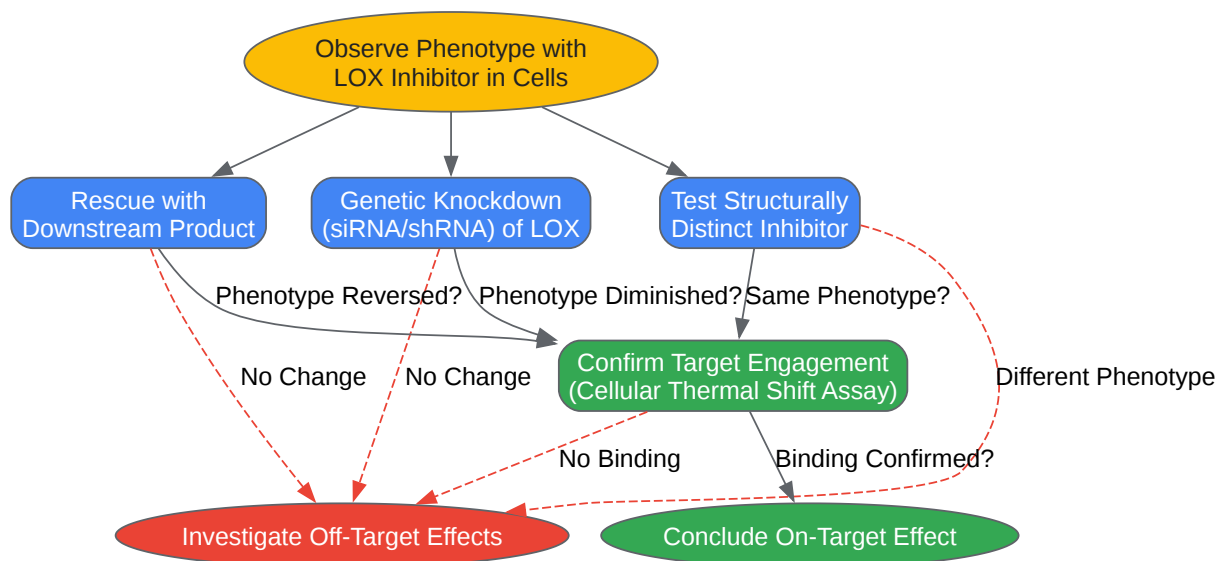 Observe Phenotype with
LOX Inhibitor in Cells
Rescue with
Downstream Product
Genetic Knockdown
(siRNA/shRNA) of LOX
Test Structurally
Distinct Inhibitor
Phenotype Reversed?
Phenotype Diminished?
Same Phenotype?
Confirm Target Engagement
(Cellular Thermal Shift Assay)
No Change
No Change
Different Phenotype
No Binding
Binding Confirmed?
Investigate Off-Target Effects
Conclude On-Target Effect